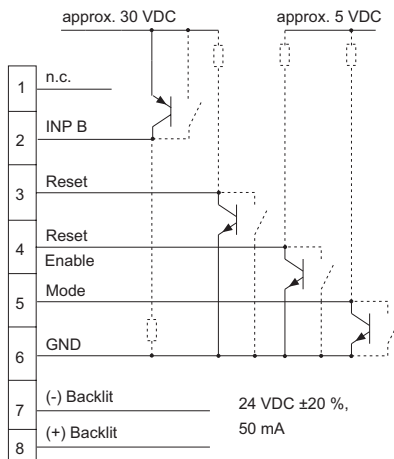 approx. 30 VDC
approx. 5 VDC
1
n.c.
2
INP B
3
Reset
4
Reset
Enable
5
Mode
6
GND
7
(-) Backlit
8
(+) Backlit
24 VDC ±20 %,
50 mA